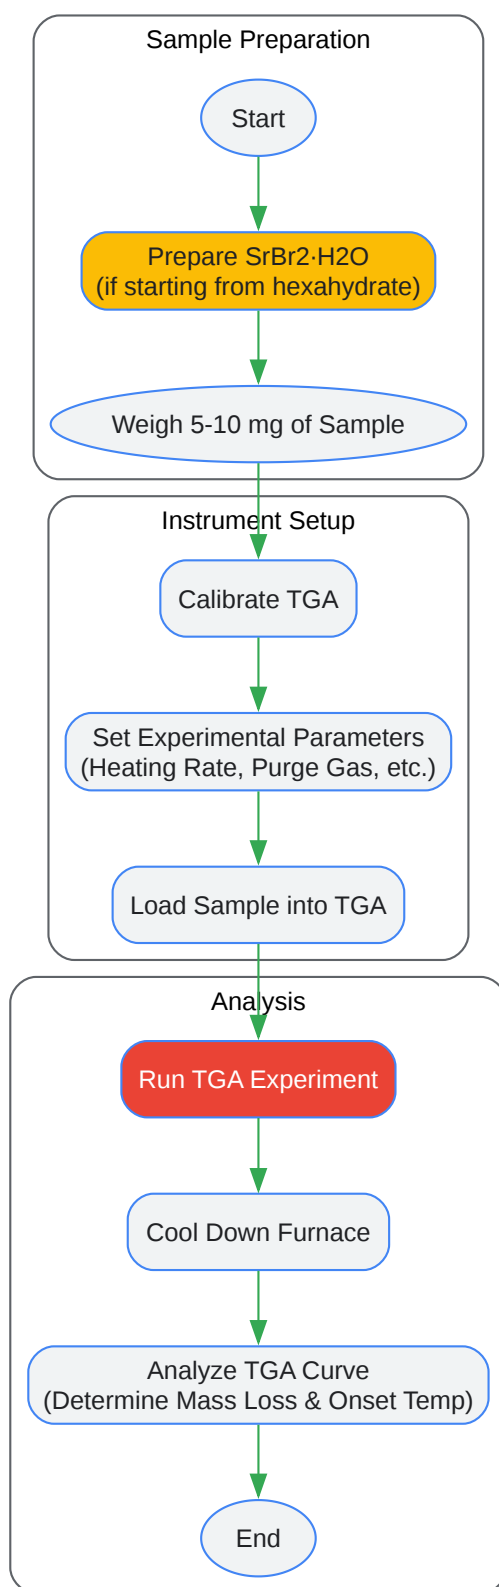 Sample Preparation
Start
Prepare SrBr2·H2O
(if starting from hexahydrate)
Weigh 5-10 mg of Sample
Instrument Setup
Calibrate TGA
Set Experimental Parameters
(Heating Rate, Purge Gas, etc.)
Load Sample into TGA
Analysis
Run TGA Experiment
Cool Down Furnace
Analyze TGA Curve
(Determine Mass Loss & Onset Temp)
End